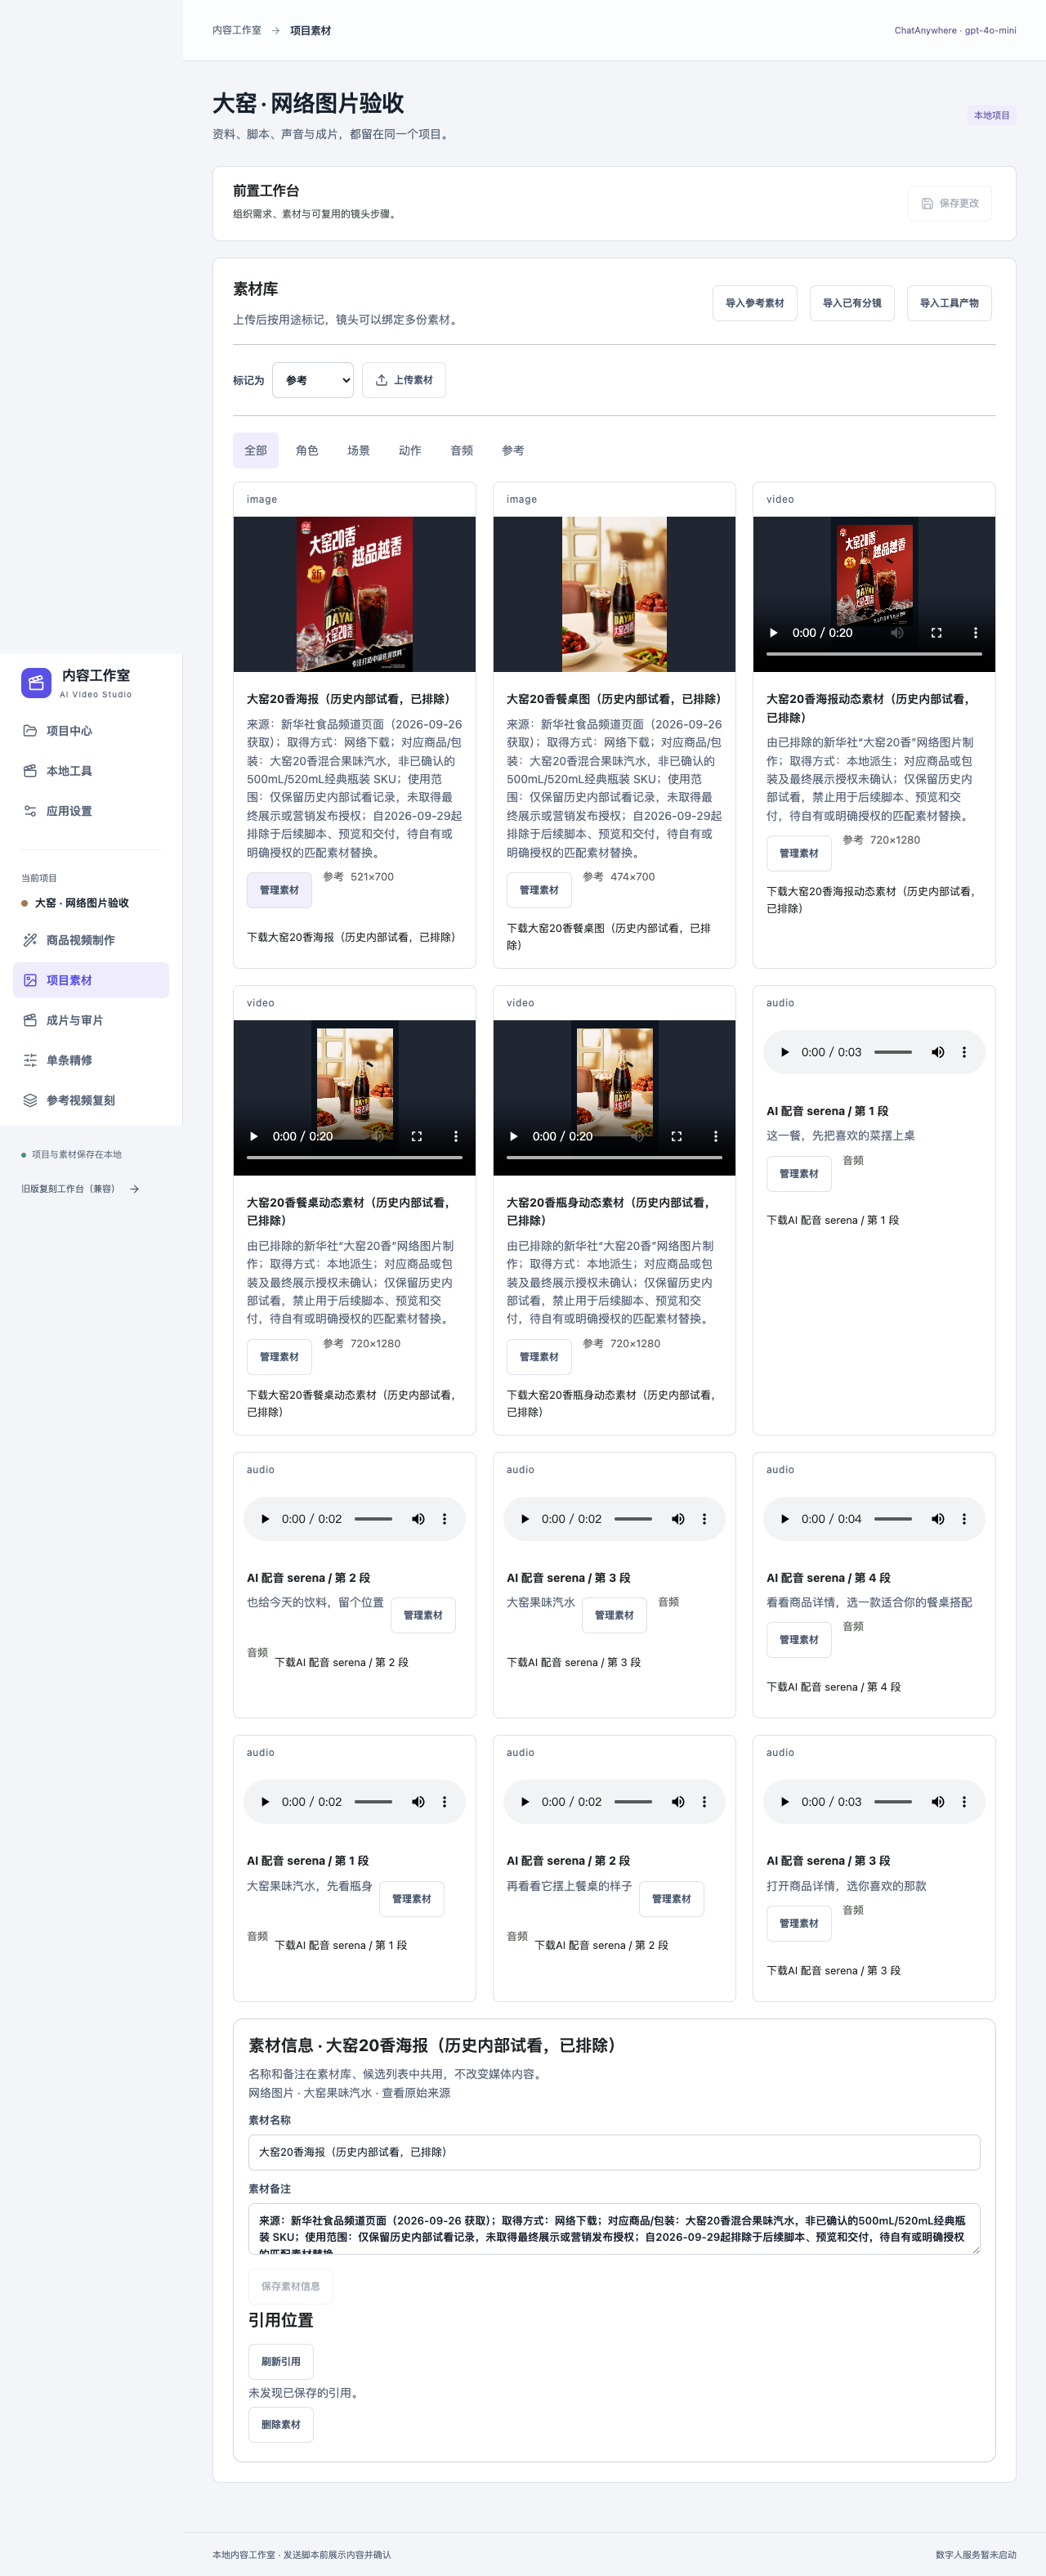 内容工作室 → 项目素材
ChatAnywhere · gpt-4o-mini
大窑 · 网络图片验收
资料、脚本、声音与成片，都留在同一个项目。
本地项目
前置工作台
组织需求、素材与可复用的镜头步骤。
保存更改
素材库
上传后按用途标记，镜头可以绑定多份素材。
导入参考素材
导入已有分镜
导入工具产物
标记为
参考
上传素材
全部
角色
场景
动作
音频
参考
内容工作室
AI Video Studio
项目中心
本地工具
应用设置
当前项目
大窑 · 网络图片验收
商品视频制作
项目素材
成片与审片
单条精修
参考视频复刻
项目与素材保存在本地
旧版复刻工作台（兼容） →
image
大窑20香
越品越香
新
DAYAO
大窑20香
专注打造中国佐餐饮料
大窑20香海报（历史内部试看，已排除）
来源：新华社食品频道页面（2026-09-26
获取）；取得方式：网络下载；对应商品/包
装：大窑20香混合果味汽水，非已确认的
500mL/520mL经典瓶装 SKU；使用范
围：仅保留历史内部试看记录，未取得最
终展示或营销发布授权；自2026-09-29起
排除于后续脚本、预览和交付，待自有或
明确授权的匹配素材替换。
管理素材
参考 521×700
下载大窑20香海报（历史内部试看，已排除）
image
DAYAO
大窑20香餐桌图（历史内部试看，已排除）
来源：新华社食品频道页面（2026-09-26
获取）；取得方式：网络下载；对应商品/包
装：大窑20香混合果味汽水，非已确认的
500mL/520mL经典瓶装 SKU；使用范
围：仅保留历史内部试看记录，未取得最
终展示或营销发布授权；自2026-09-29起
排除于后续脚本、预览和交付，待自有或
明确授权的匹配素材替换。
管理素材
参考 474×700
下载大窑20香餐桌图（历史内部试看，已排
除）
video
大窑20香
越品越香
0:00 / 0:20
大窑20香海报动态素材（历史内部试看，
已排除）
由已排除的新华社“大窑20香”网络图片制
作；取得方式：本地派生；对应商品或包
装及最终展示授权未确认；仅保留历史内
部试看，禁止用于后续脚本、预览和交
付，待自有或明确授权的匹配素材替换。
管理素材
参考 720×1280
下载大窑20香海报动态素材（历史内部试看，
已排除）
video
0:00 / 0:20
大窑20香餐桌动态素材（历史内部试看，
已排除）
由已排除的新华社“大窑20香”网络图片制
作；取得方式：本地派生；对应商品或包
装及最终展示授权未确认；仅保留历史内
部试看，禁止用于后续脚本、预览和交
付，待自有或明确授权的匹配素材替换。
管理素材
参考 720×1280
下载大窑20香餐桌动态素材（历史内部试看，
已排除）
video
0:00 / 0:20
大窑20香瓶身动态素材（历史内部试看，
已排除）
由已排除的新华社“大窑20香”网络图片制
作；取得方式：本地派生；对应商品或包
装及最终展示授权未确认；仅保留历史内
部试看，禁止用于后续脚本、预览和交
付，待自有或明确授权的匹配素材替换。
管理素材
参考 720×1280
下载大窑20香瓶身动态素材（历史内部试看，
已排除）
audio
0:00 / 0:03
AI 配音 serena / 第 1 段
这一餐，先把喜欢的菜摆上桌
管理素材
音频
下载AI 配音 serena / 第 1 段
audio
0:00 / 0:02
AI 配音 serena / 第 2 段
也给今天的饮料，留个位置
管理素材
音频
下载AI 配音 serena / 第 2 段
audio
0:00 / 0:02
AI 配音 serena / 第 3 段
大窑果味汽水
管理素材
音频
下载AI 配音 serena / 第 3 段
audio
0:00 / 0:04
AI 配音 serena / 第 4 段
看看商品详情，选一款适合你的餐桌搭配
管理素材
音频
下载AI 配音 serena / 第 4 段
audio
0:00 / 0:02
AI 配音 serena / 第 1 段
大窑果味汽水，先看瓶身
管理素材
音频
下载AI 配音 serena / 第 1 段
audio
0:00 / 0:02
AI 配音 serena / 第 2 段
再看看它摆上餐桌的样子
管理素材
音频
下载AI 配音 serena / 第 2 段
audio
0:00 / 0:03
AI 配音 serena / 第 3 段
打开商品详情，选你喜欢的那款
管理素材
音频
下载AI 配音 serena / 第 3 段
素材信息 · 大窑20香海报（历史内部试看，已排除）
名称和备注在素材库、候选列表中共用，不改变媒体内容。
网络图片 · 大窑果味汽水 · 查看原始来源
素材名称
大窑20香海报（历史内部试看，已排除）
素材备注
来源：新华社食品频道页面（2026-09-26 获取）；取得方式：网络下载；对应商品/包装：大窑20香混合果味汽水，非已确认的500mL/520mL经典瓶
装 SKU；使用范围：仅保留历史内部试看记录，未取得最终展示或营销发布授权；自2026-09-29起排除于后续脚本、预览和交付，待自有或明确授权
的匹配素材替换
保存素材信息
引用位置
刷新引用
未发现已保存的引用。
删除素材
本地内容工作室 · 发送脚本前展示内容并确认
数字人服务暂未启动